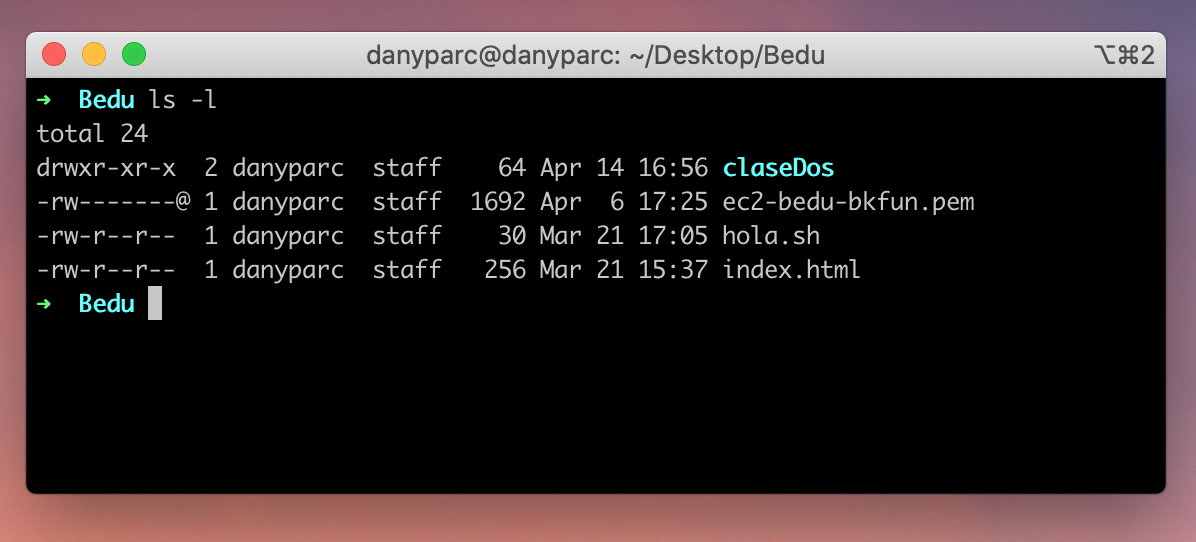 danyparc@danyparc: ~/Desktop/Bedu ⌥⌘2
➜  Bedu ls -l
total 24
drwxr-xr-x  2 danyparc  staff    64 Apr 14 16:56 claseDos
-rw-------@ 1 danyparc  staff  1692 Apr  6 17:25 ec2-bedu-bkfun.pem
-rw-r--r--  1 danyparc  staff    30 Mar 21 17:05 hola.sh
-rw-r--r--  1 danyparc  staff   256 Mar 21 15:37 index.html
➜  Bedu